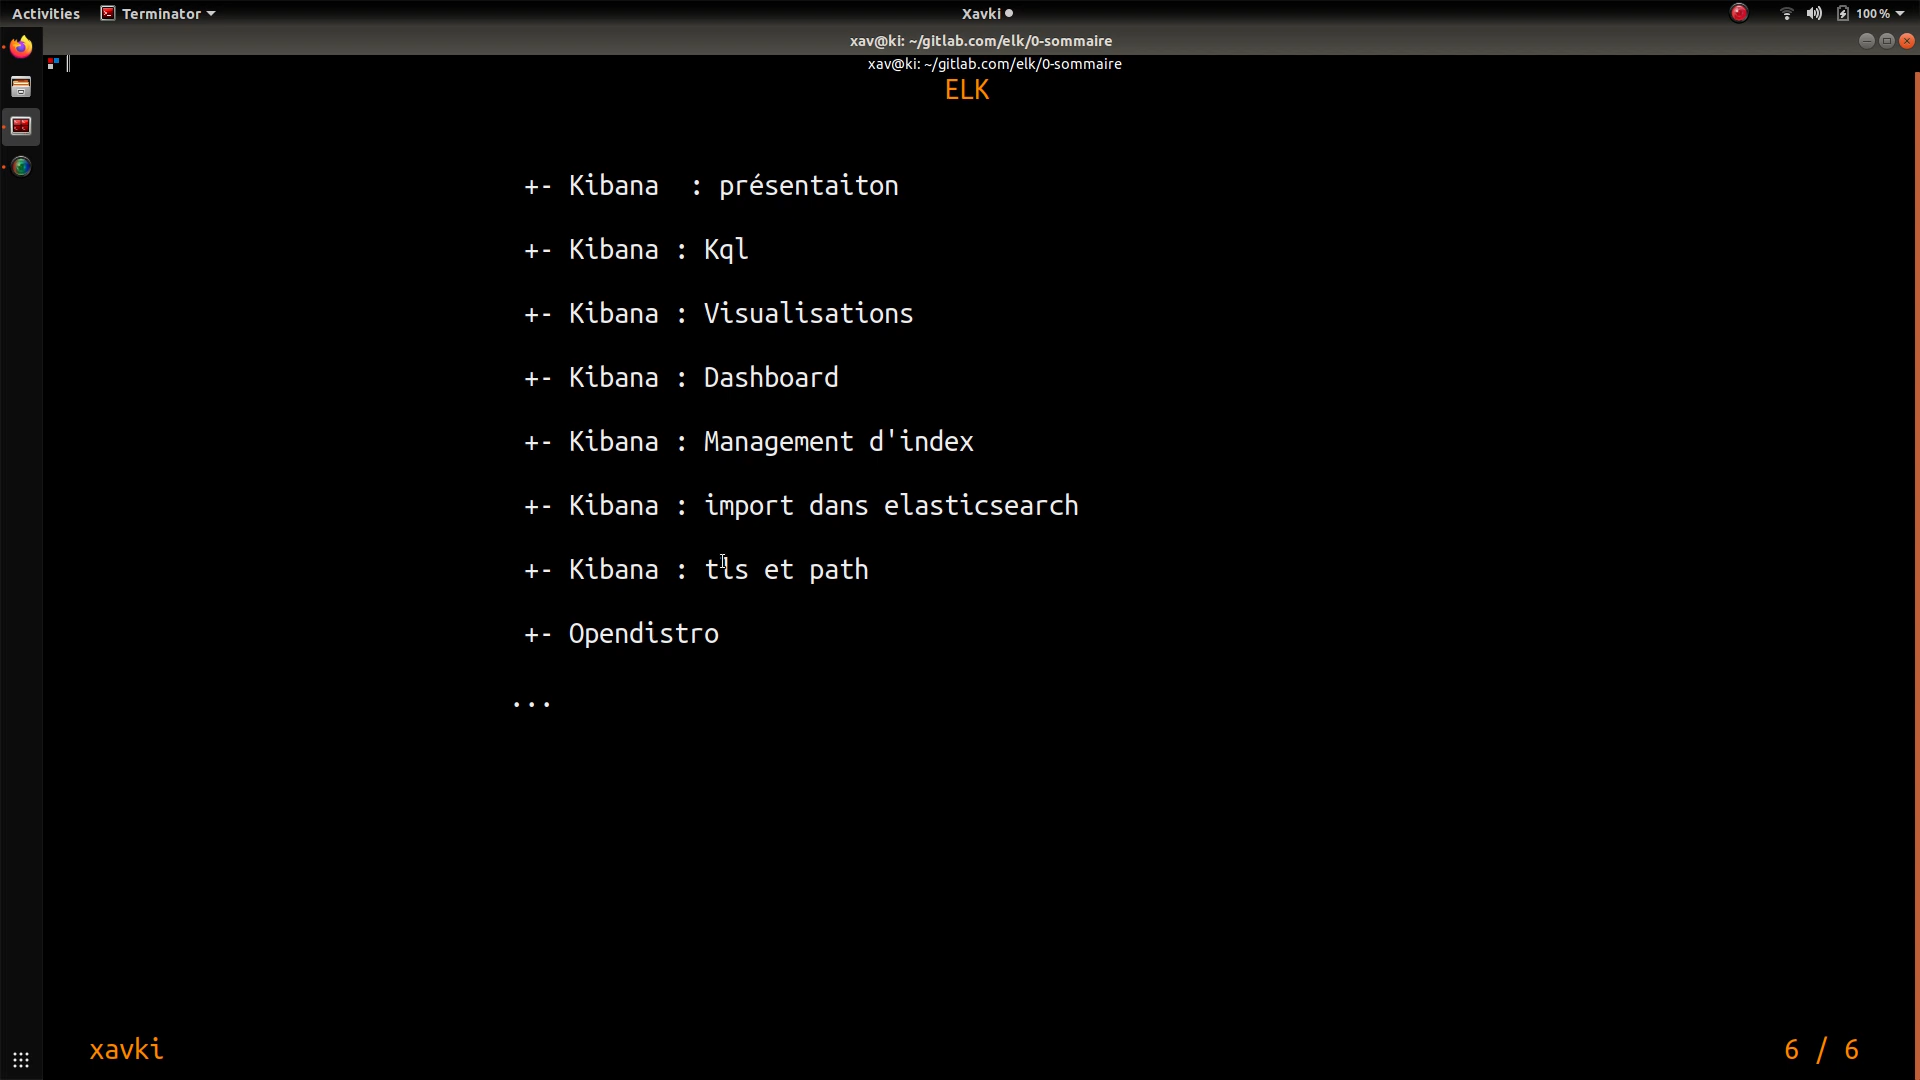 Activities Terminator Xavki 100 %
xav@ki: ~/gitlab.com/elk/0-sommaire
xav@ki: ~/gitlab.com/elk/0-sommaire
ELK
+- Kibana  : présentaiton
+- Kibana : Kql
+- Kibana : Visualisations
+- Kibana : Dashboard
+- Kibana : Management d'index
+- Kibana : import dans elasticsearch
+- Kibana : tls et path
+- Opendistro
...
xavki 6 / 6